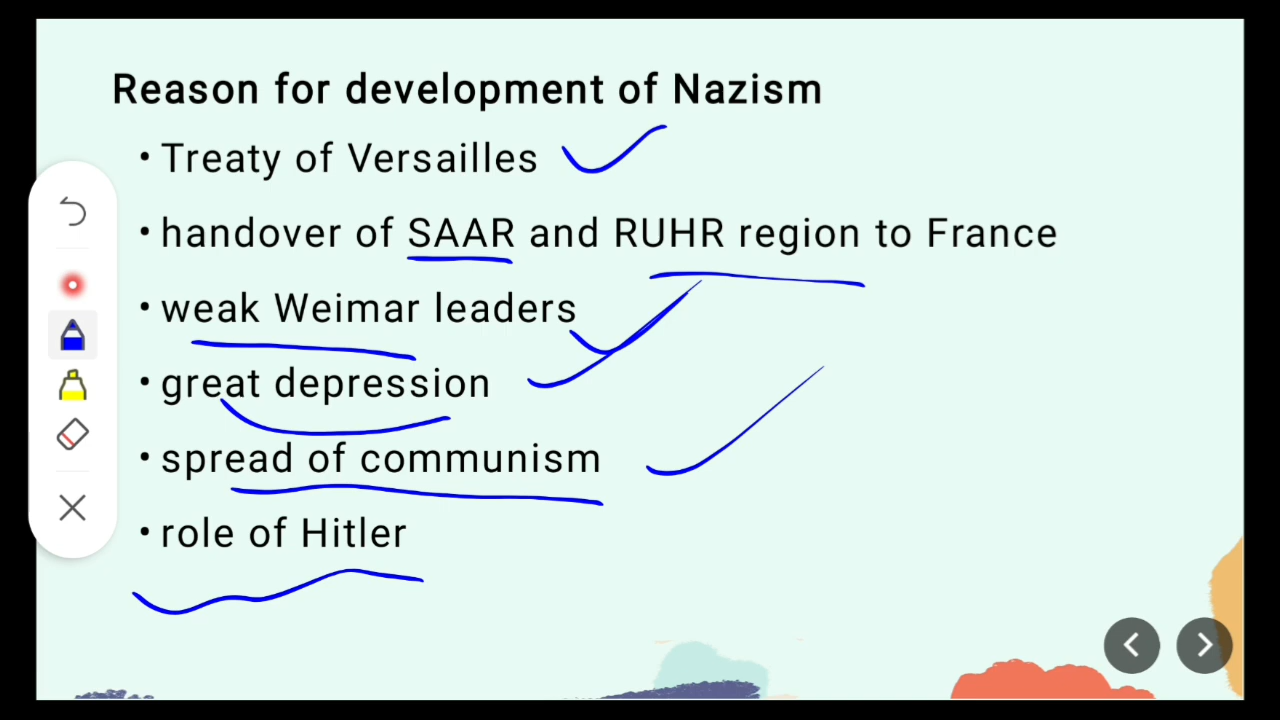 Reason for development of Nazism
• Treaty of Versailles
• handover of SAAR and RUHR region to France
• weak Weimar leaders
• great depression
• spread of communism
• role of Hitler